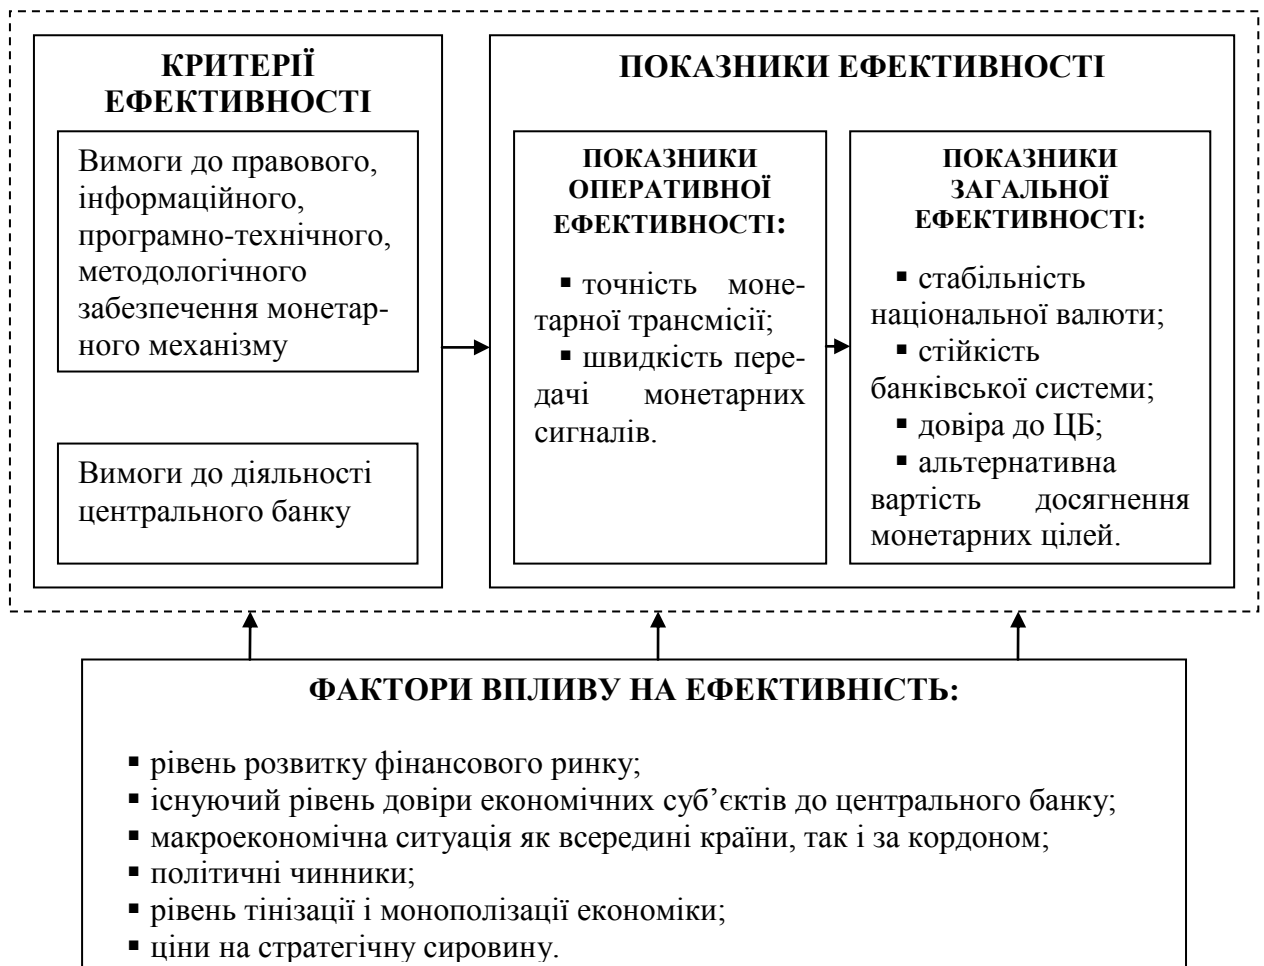 КРИТЕРІЇ
ЕФЕКТИВНОСТІ
Вимоги до правового,
інформаційного,
програмно-технічного,
методологічного
забезпечення монетар-
ного механізму
Вимоги до діяльності
центрального банку
ПОКАЗНИКИ ЕФЕКТИВНОСТІ
ПОКАЗНИКИ
ОПЕРАТИВНОЇ
ЕФЕКТИВНОСТІ:
▪ точність моне-
тарної трансмісії;
▪ швидкість пере-
дачі монетарних
сигналів.
ПОКАЗНИКИ
ЗАГАЛЬНОЇ
ЕФЕКТИВНОСТІ:
▪ стабільність
національної валюти;
▪ стійкість
банківської системи;
▪ довіра до ЦБ;
▪ альтернативна
вартість досягнення
монетарних цілей.
ФАКТОРИ ВПЛИВУ НА ЕФЕКТИВНІСТЬ:
▪ рівень розвитку фінансового ринку;
▪ існуючий рівень довіри економічних суб’єктів до центрального банку;
▪ макроекономічна ситуація як всередині країни, так і за кордоном;
▪ політичні чинники;
▪ рівень тінізації і монополізації економіки;
▪ ціни на стратегічну сировину.